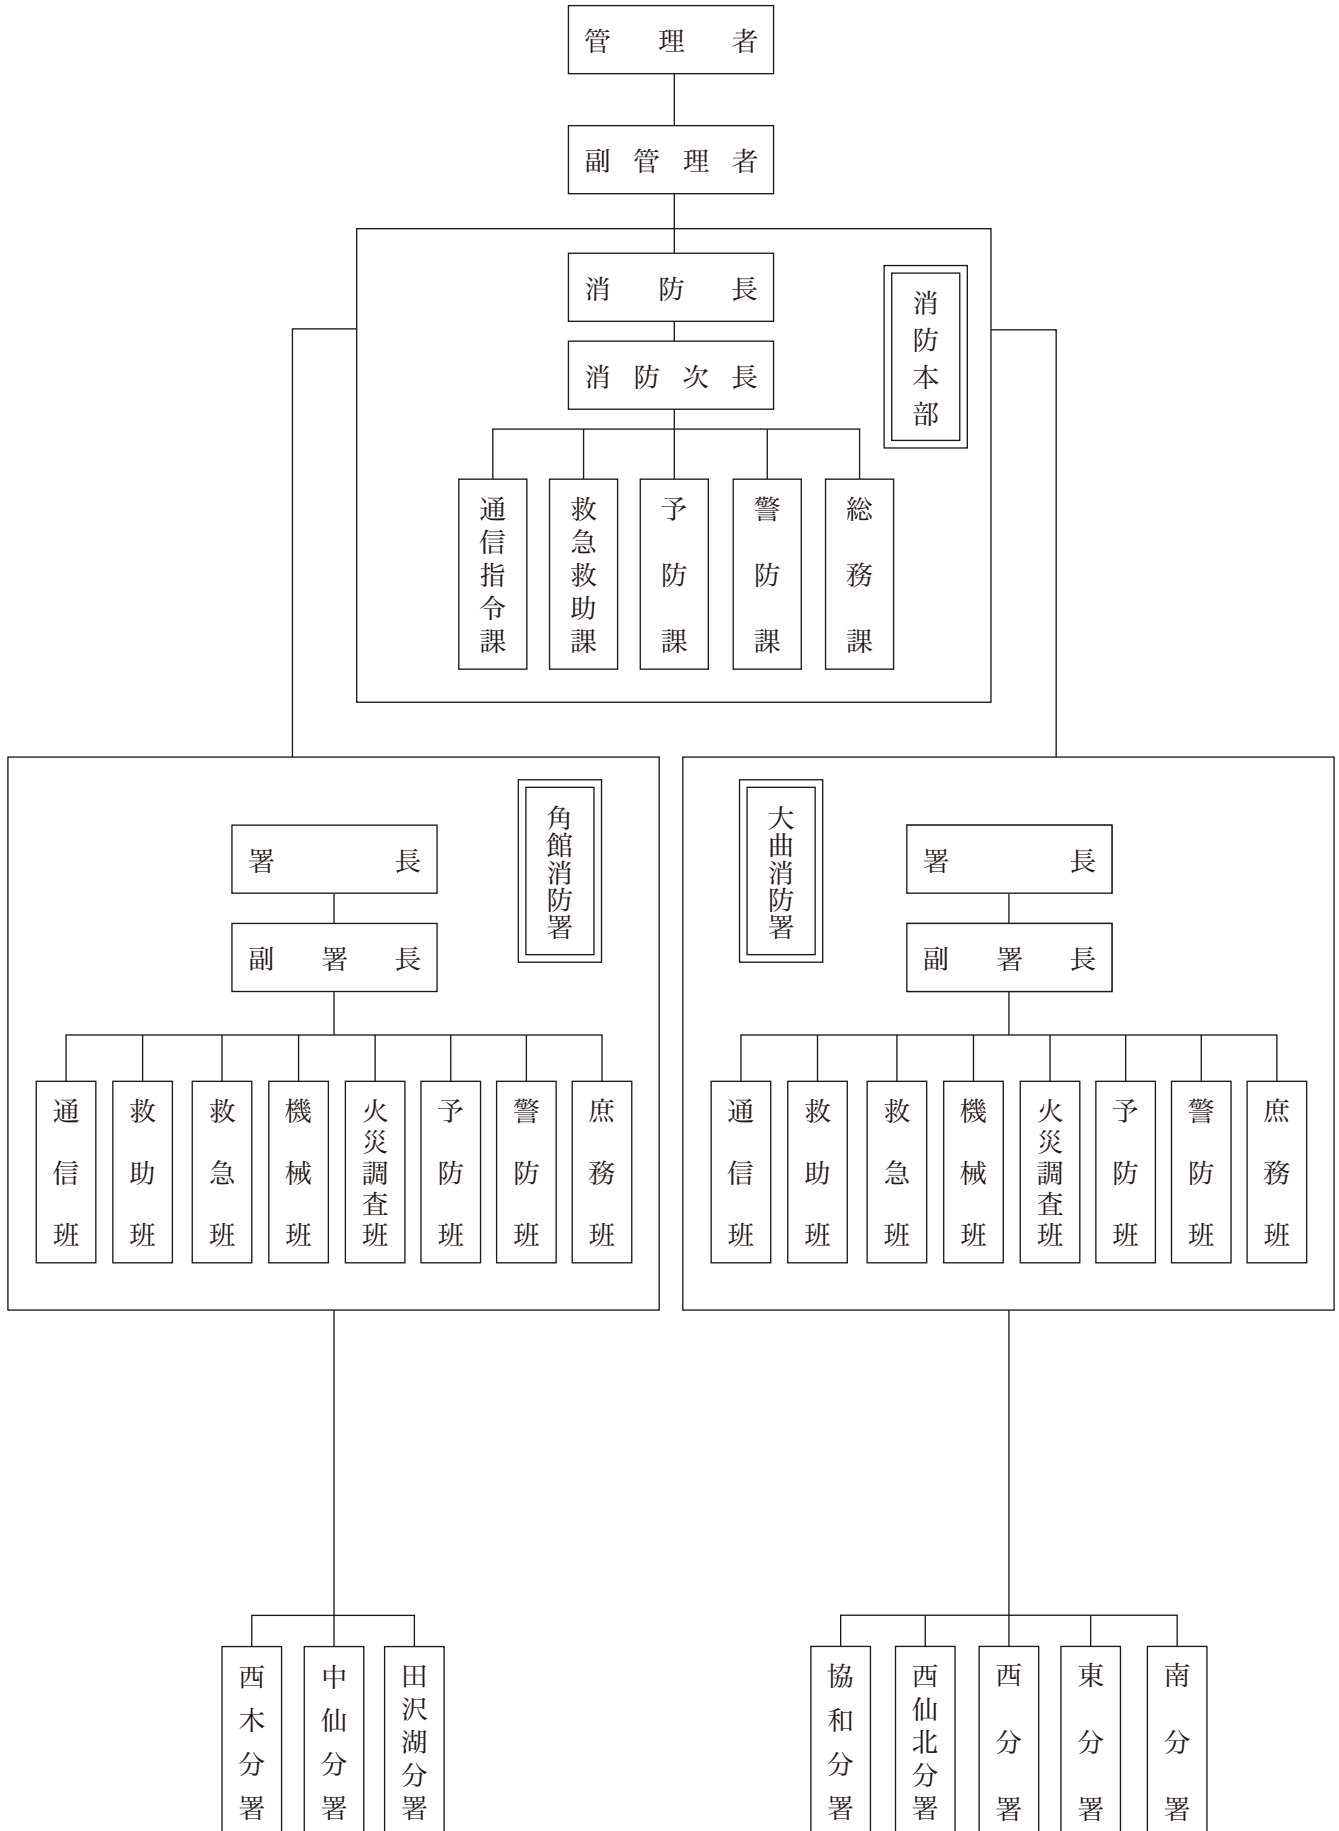 管理者
副管理者
消防長
消防次長
消防本部
総務課
警防課
予防課
救急救助課
通信指令課
大曲消防署
署長
副署長
庶務班
警防班
予防班
火災調査班
機械班
救急班
救助班
通信班
角館消防署
署長
副署長
庶務班
警防班
予防班
火災調査班
機械班
救急班
救助班
通信班
南分署
東分署
西分署
西仙北分署
協和分署
田沢湖分署
中仙分署
西木分署